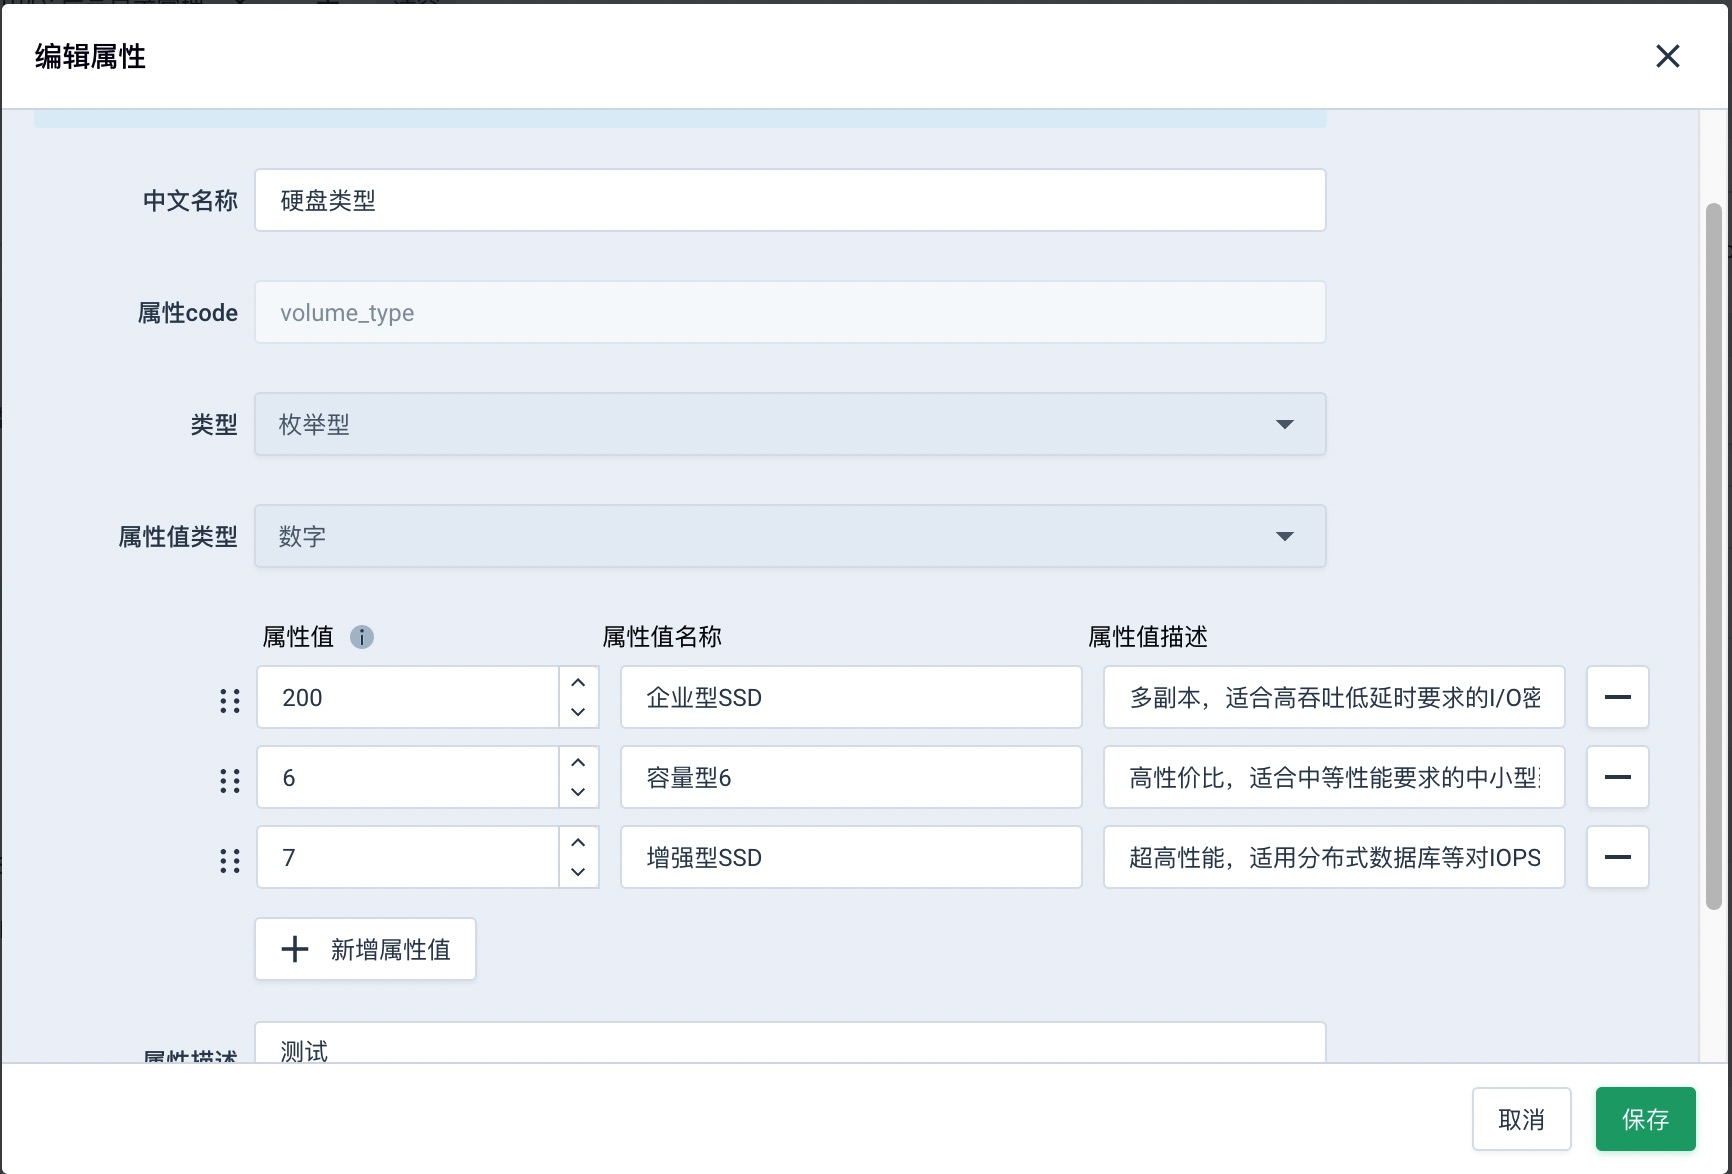 编辑属性
中文名称 硬盘类型
属性code volume_type
类型 枚举型
属性值类型 数字
属性值 属性值名称 属性值描述
200 企业型SSD 多副本，适合高吞吐低延时要求的I/O密
6 容量型6 高性价比，适合中等性能要求的中小型
7 增强型SSD 超高性能，适用分布式数据库等对IOPS
新增属性值
属性描述 测试
取消 保存